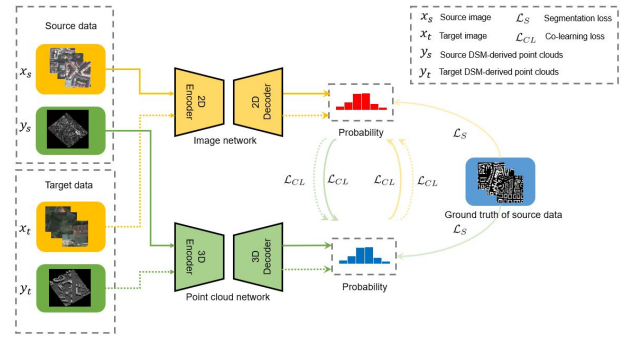 Source data
x_s
y_s
Target data
x_t
y_t
2D
Encoder
2D
Decoder
Image network
3D
Encoder
3D
Decoder
Point cloud network
Probability
ℒ_CL
ℒ_CL
ℒ_CL
ℒ_CL
Probability
ℒ_S
Ground truth of source data
ℒ_S
x_s Source image ℒ_S Segmentation loss
x_t Target image ℒ_CL Co-learning loss
y_s Source DSM-derived point clouds
y_t Target DSM-derived point clouds